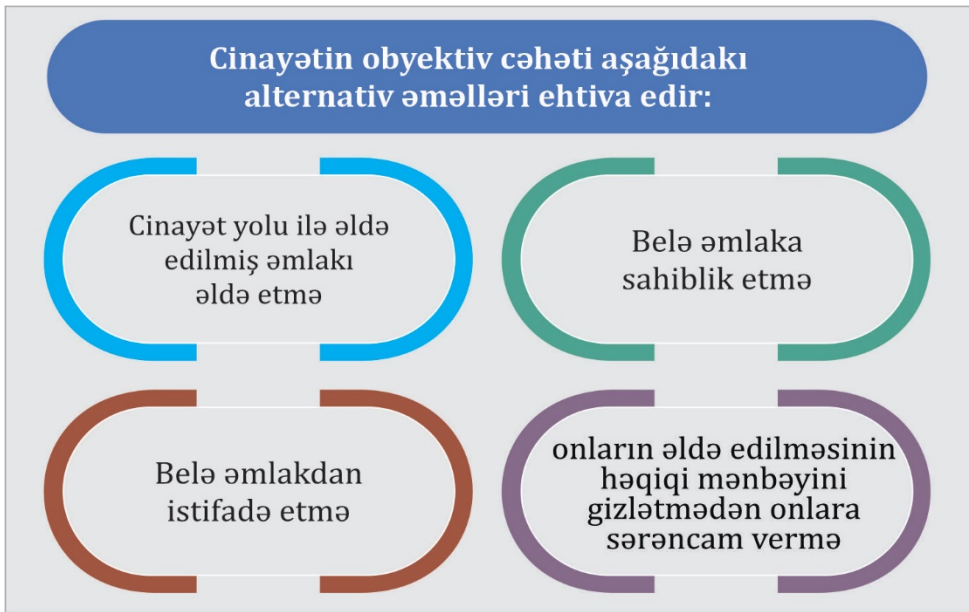 Cinayətin obyektiv cəhəti aşağıdakı
alternativ əməlləri ehtiva edir:
Cinayət yolu ilə əldə
edilmiş əmlakı
əldə etmə
Belə əmlaka
sahiblik etmə
Belə əmlakdan
istifadə etmə
onların əldə edilməsinin
həqiqi mənbəyini
gizlətmədən onlara
sərəncam vermə